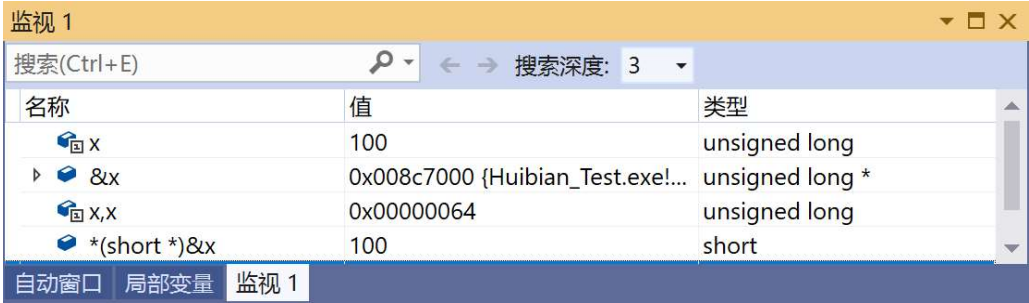 监视 1
搜索(Ctrl+E) 搜索深度: 3
名称 值 类型
x 100 unsigned long
&x 0x008c7000 {Huibian_Test.exe!... unsigned long *
x,x 0x00000064 unsigned long
*(short *)&x 100 short
自动窗口 局部变量 监视 1